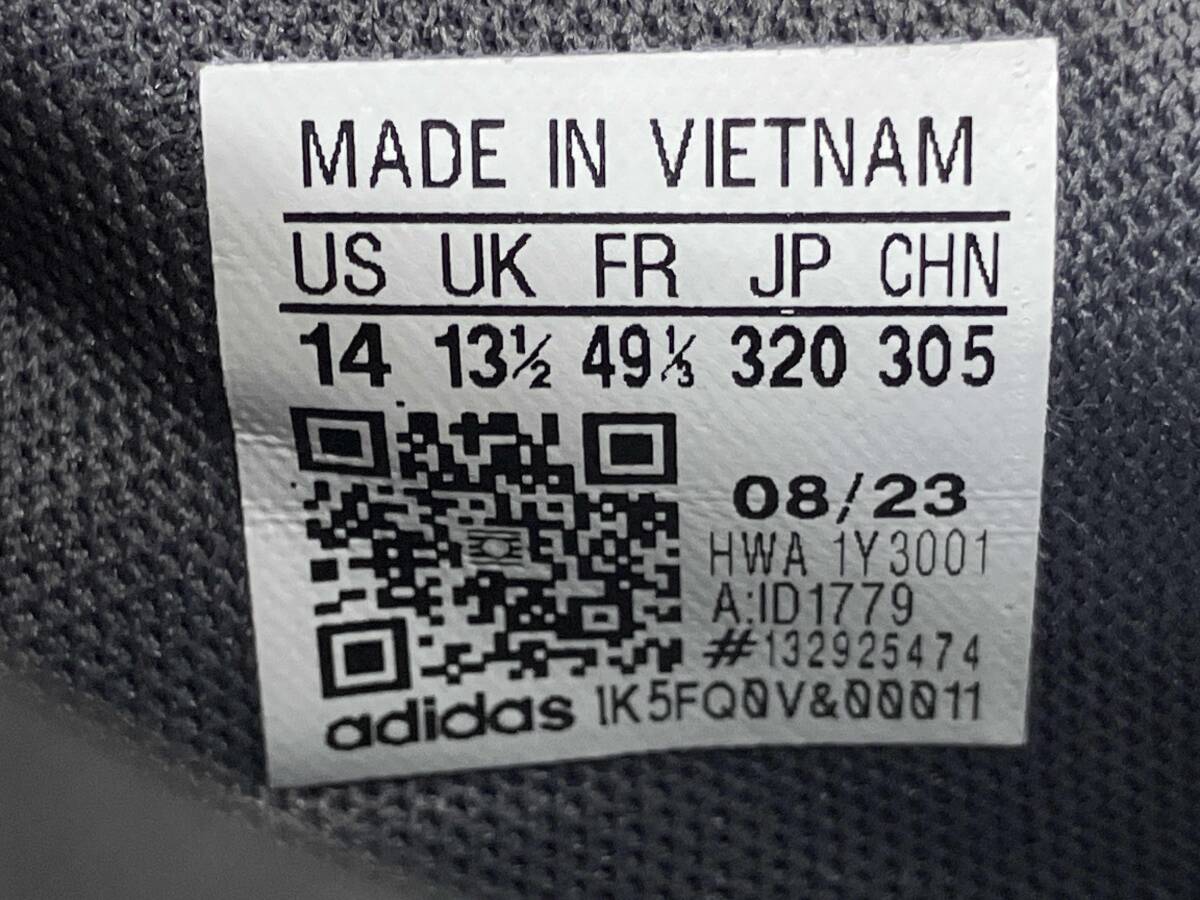 MADE IN VIETNAM
US UK FR JP CHN
14 13½ 49⅓ 320 305
08/23
HWA 1Y3001
A:ID1779
#132925474
adidas 1K5FQ0V&00011